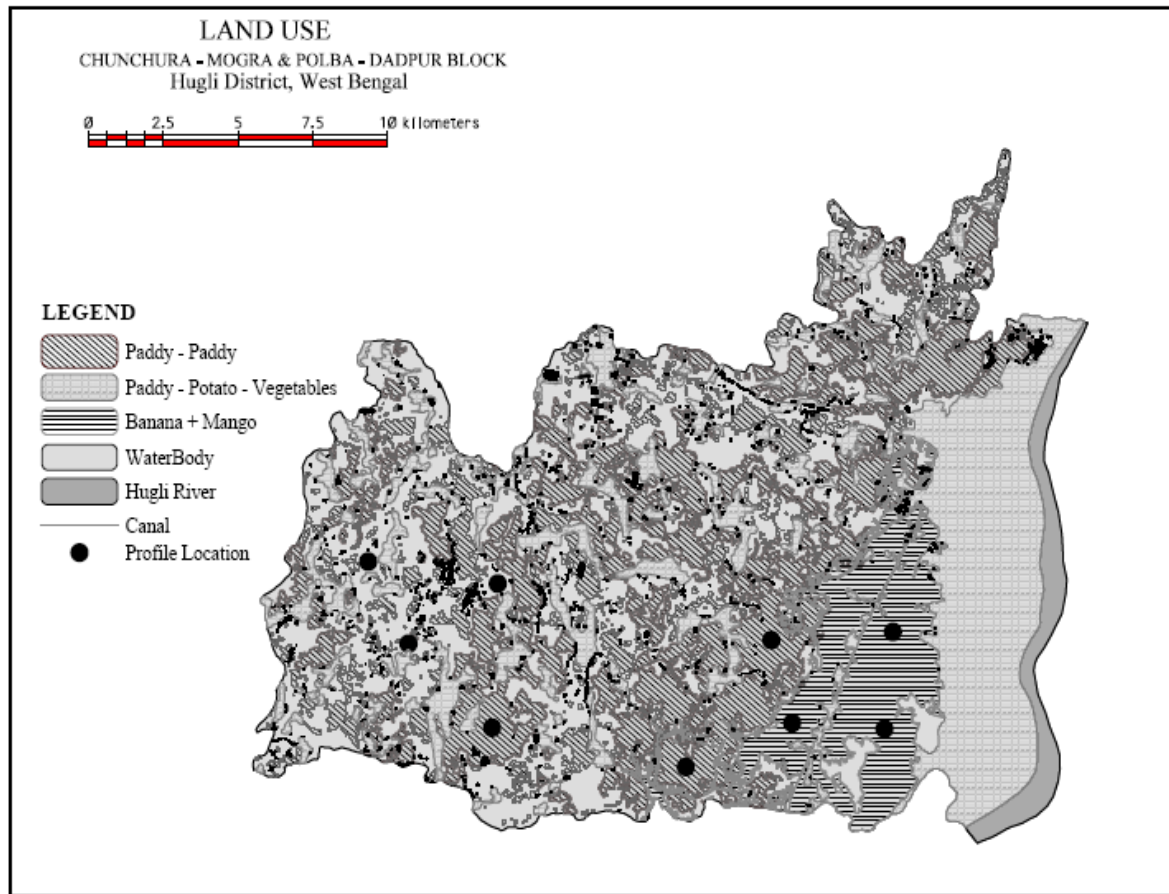 LAND USE
CHUNCHURA - MOGRA & POLBA - DADPUR BLOCK
Hugli District, West Bengal
0 2.5 5 7.5 10 kilometers
LEGEND
Paddy - Paddy
Paddy - Potato - Vegetables
Banana + Mango
WaterBody
Hugli River
Canal
Profile Location